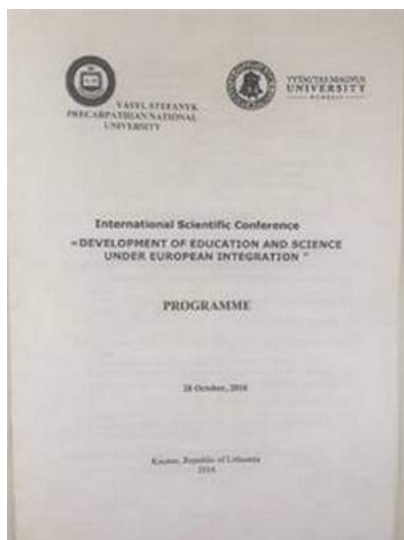 VASYL STEFANYK
PRECARPATHIAN NATIONAL
UNIVERSITY
VYTAUTAS MAGNUS
UNIVERSITY
International Scientific Conference
"DEVELOPMENT OF EDUCATION AND SCIENCE
UNDER EUROPEAN INTEGRATION"
PROGRAMME
28 October, 2016
Kaunas, Republic of Lithuania
2016